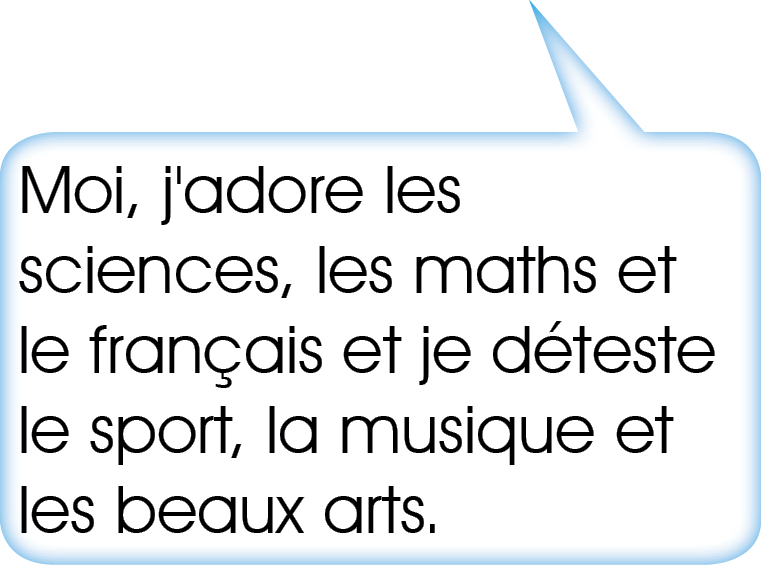 Moi, j'adore les
sciences, les maths et
le français et je déteste
le sport, la musique et
les beaux arts.